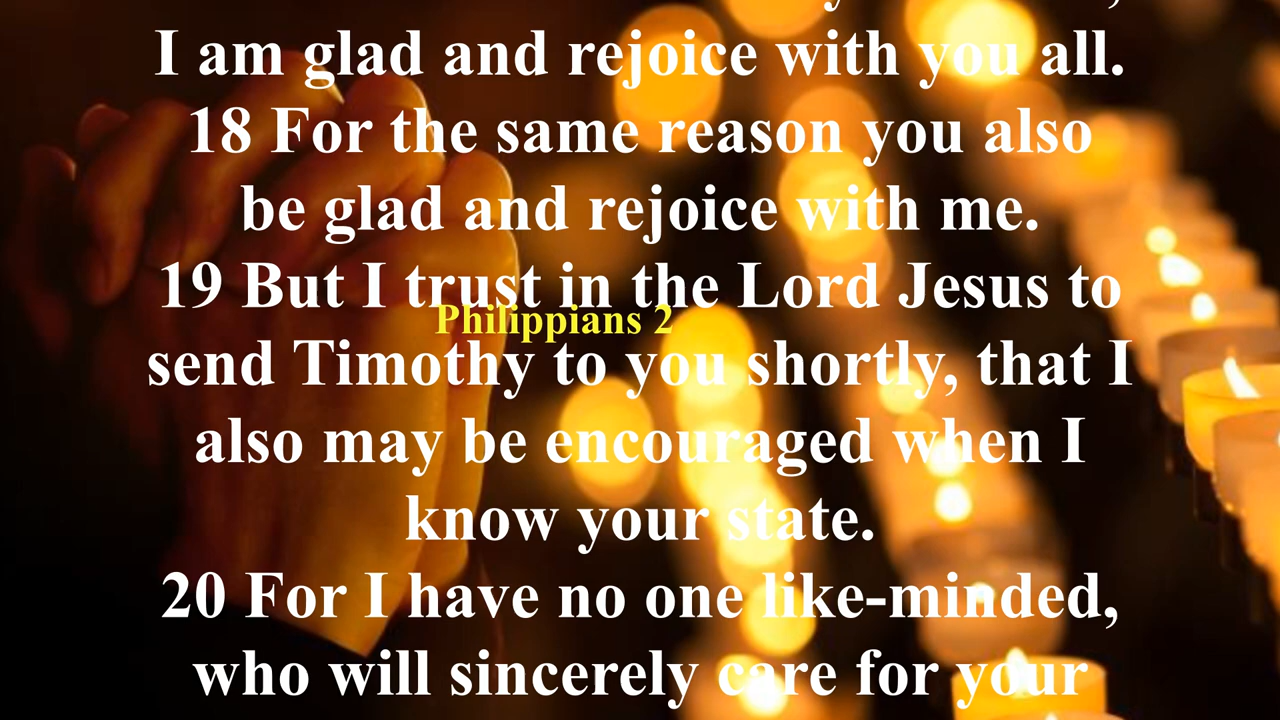 I am glad and rejoice with you all.
18 For the same reason you also
be glad and rejoice with me.
19 But I trust in the Lord Jesus to
Philippians 2
send Timothy to you shortly, that I
also may be encouraged when I
know your state.
20 For I have no one like-minded,
who will sincerely care for your